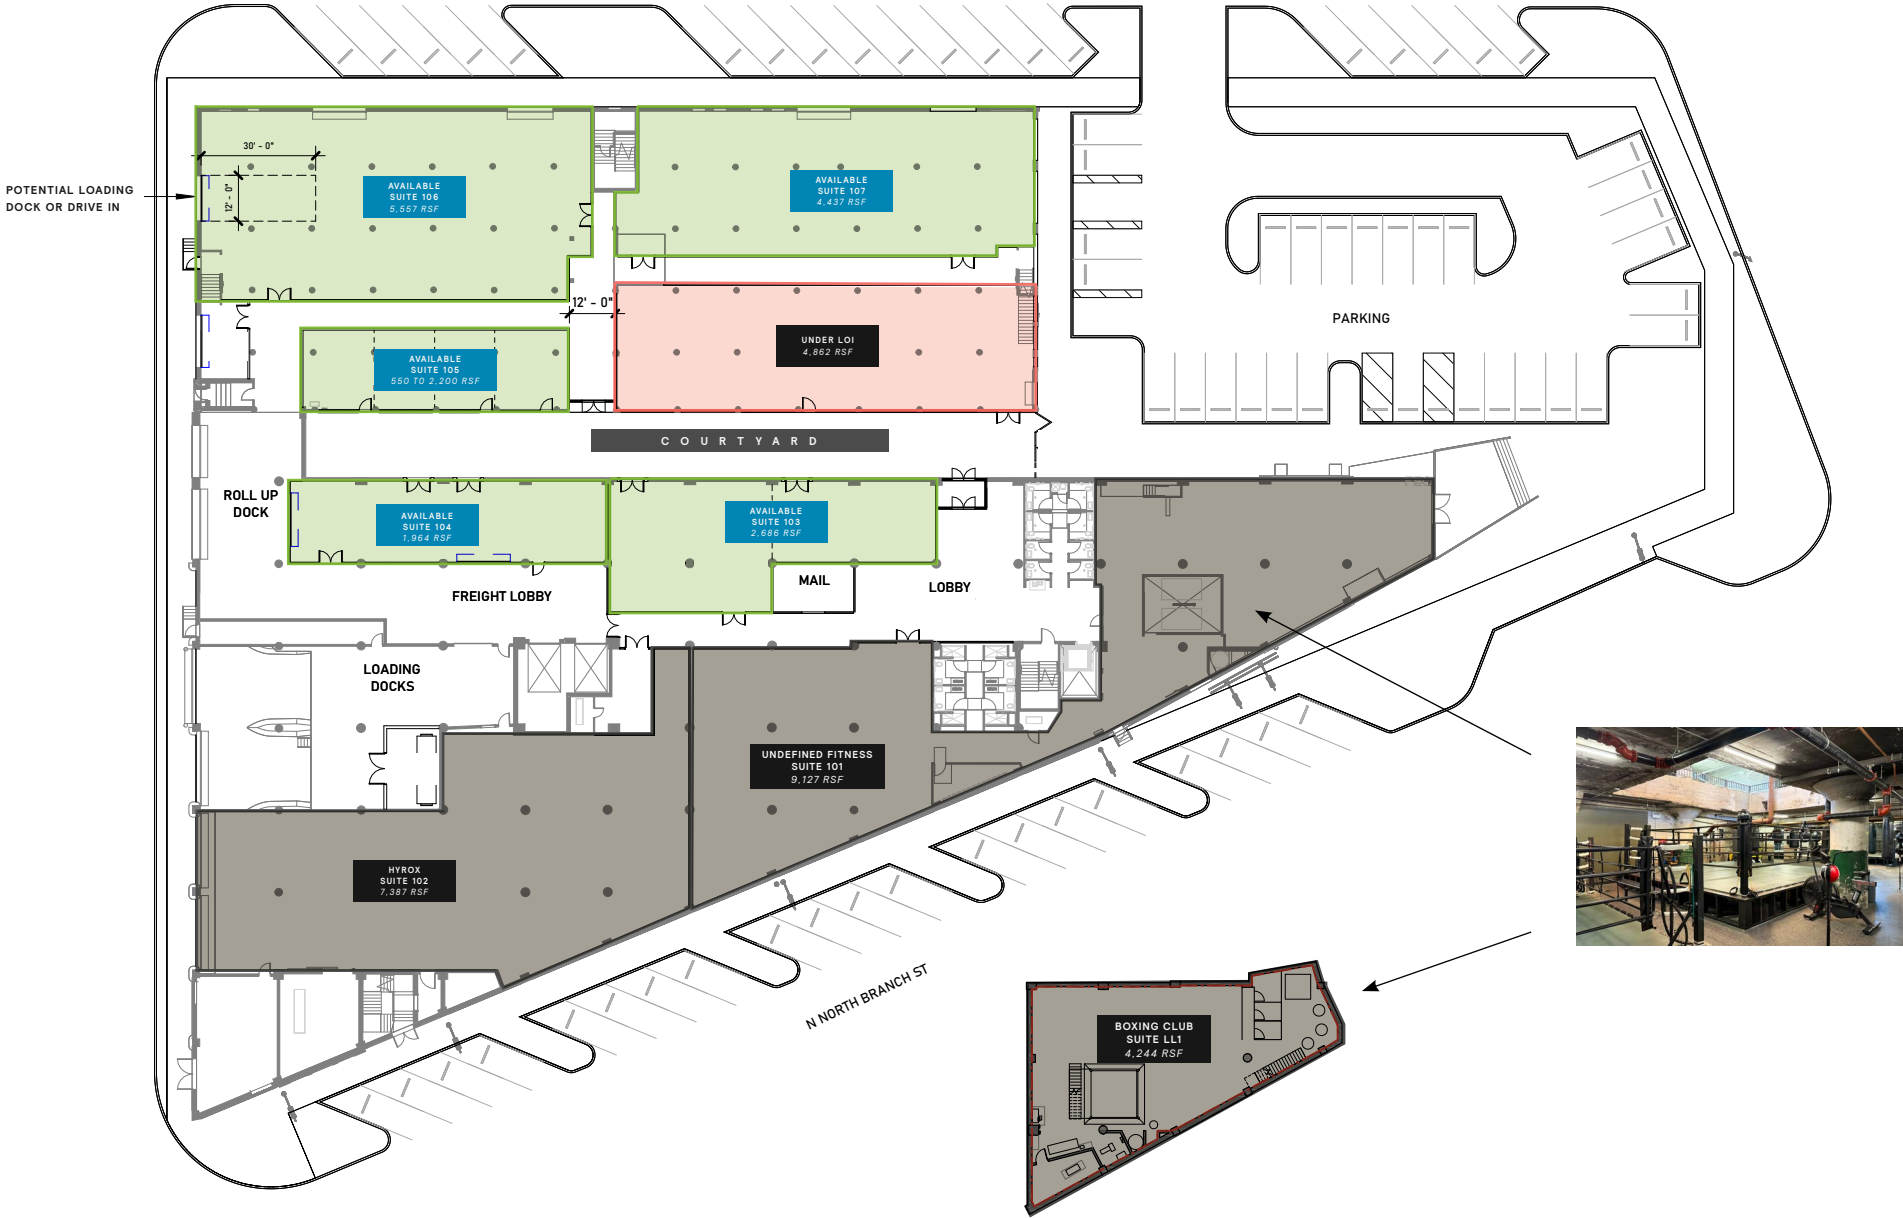 30' - 0"
12' - 0"
POTENTIAL LOADING
DOCK OR DRIVE IN
AVAILABLE
SUITE 106
5,557 RSF
AVAILABLE
SUITE 107
4,437 RSF
12' - 0"
UNDER LOI
4,862 RSF
PARKING
AVAILABLE
SUITE 105
550 TO 2,200 RSF
COURTYARD
ROLL UP
DOCK
AVAILABLE
SUITE 104
1,964 RSF
AVAILABLE
SUITE 103
2,686 RSF
MAIL
LOBBY
FREIGHT LOBBY
LOADING
DOCKS
UNDEFINED FITNESS
SUITE 101
9,127 RSF
HYROX
SUITE 102
7,387 RSF
N NORTH BRANCH ST
BOXING CLUB
SUITE LL1
4,244 RSF